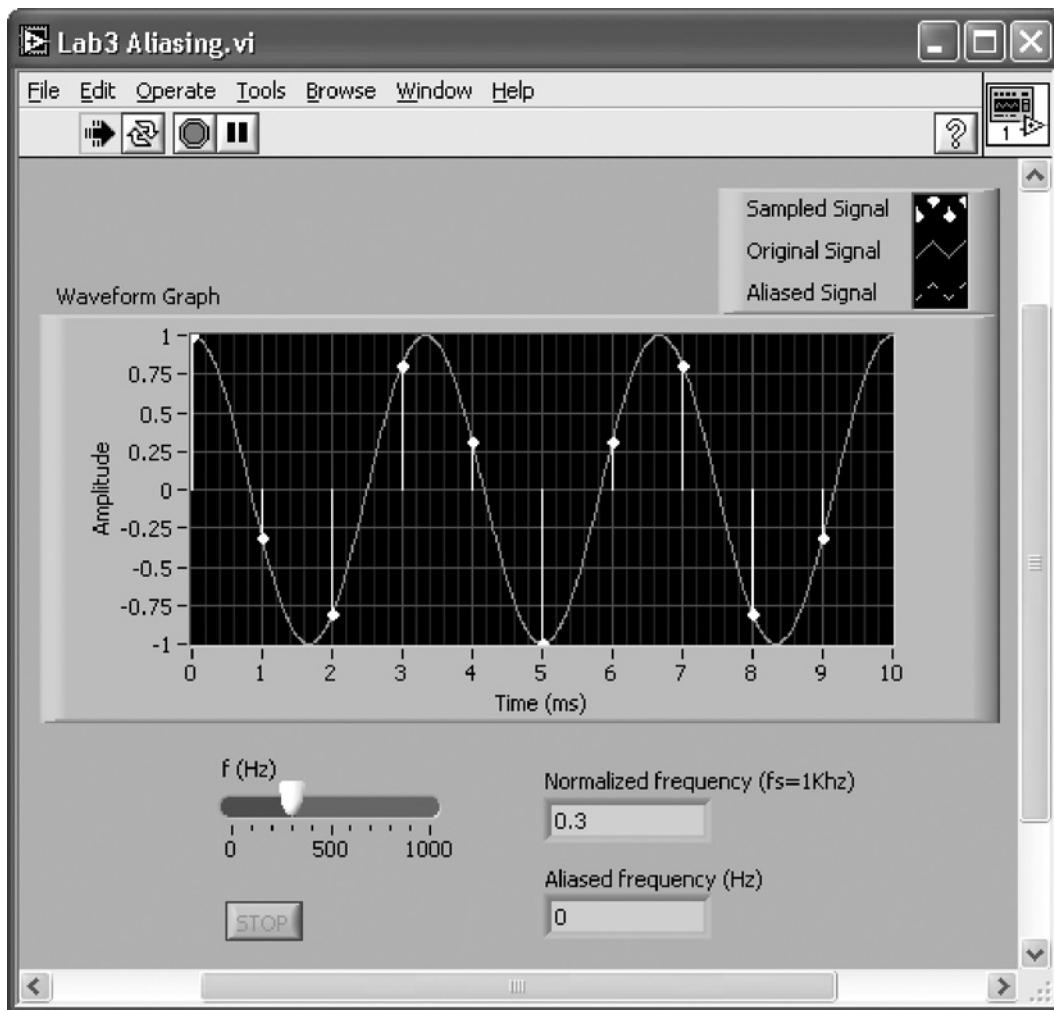 Lab3 Aliasing.vi
File Edit Operate Tools Browse Window Help
?
1
Sampled Signal
Original Signal
Aliased Signal
Waveform Graph
1
0.75
0.5
0.25
0
-0.25
-0.5
-0.75
-1
Amplitude
0 1 2 3 4 5 6 7 8 9 10
Time (ms)
f (Hz)
0 500 1000
Normalized frequency (fs=1Khz)
0.3
Aliased frequency (Hz)
0
STOP